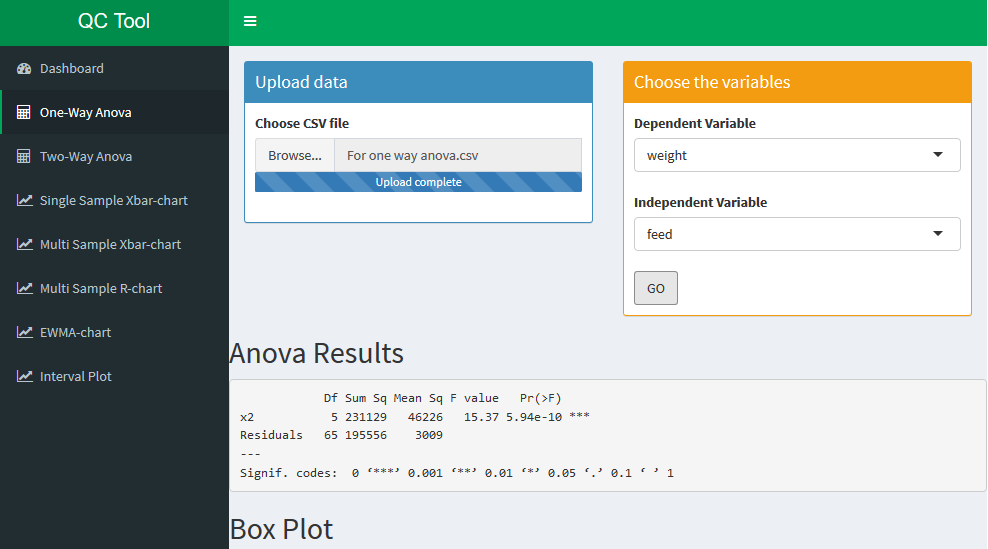 QC Tool
Dashboard
One-Way Anova
Two-Way Anova
Single Sample Xbar-chart
Multi Sample Xbar-chart
Multi Sample R-chart
EWMA-chart
Interval Plot
Upload data
Choose CSV file
Browse... For one way anova.csv
Upload complete
Choose the variables
Dependent Variable
weight
Independent Variable
feed
GO
Anova Results
            Df Sum Sq Mean Sq F value   Pr(>F)
x2           5 231129   46226   15.37 5.94e-10 ***
Residuals   65 195556    3009
---
Signif. codes:  0 ‘***’ 0.001 ‘**’ 0.01 ‘*’ 0.05 ‘.’ 0.1 ‘ ’ 1
Box Plot